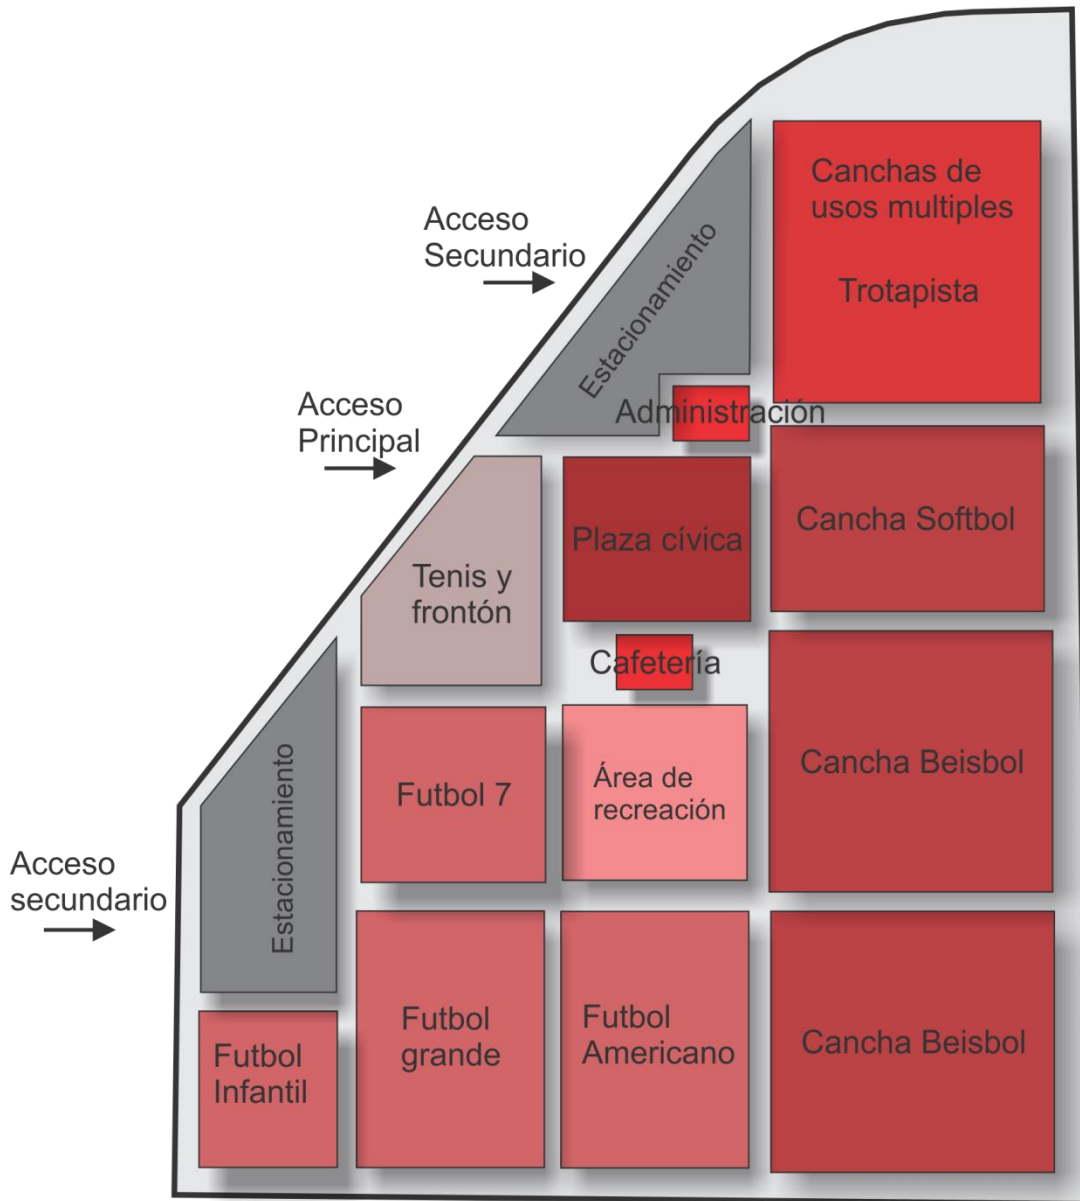 Canchas de
usos multiples
Trotapista
Acceso
Secundario
Estacionamiento
Acceso
Principal
Administración
Cancha Softbol
Plaza cívica
Tenis y
frontón
Cafetería
Cancha Beisbol
Futbol 7
Área de
recreación
Estacionamiento
Acceso
secundario
Futbol
Infantil
Futbol
grande
Futbol
Americano
Cancha Beisbol